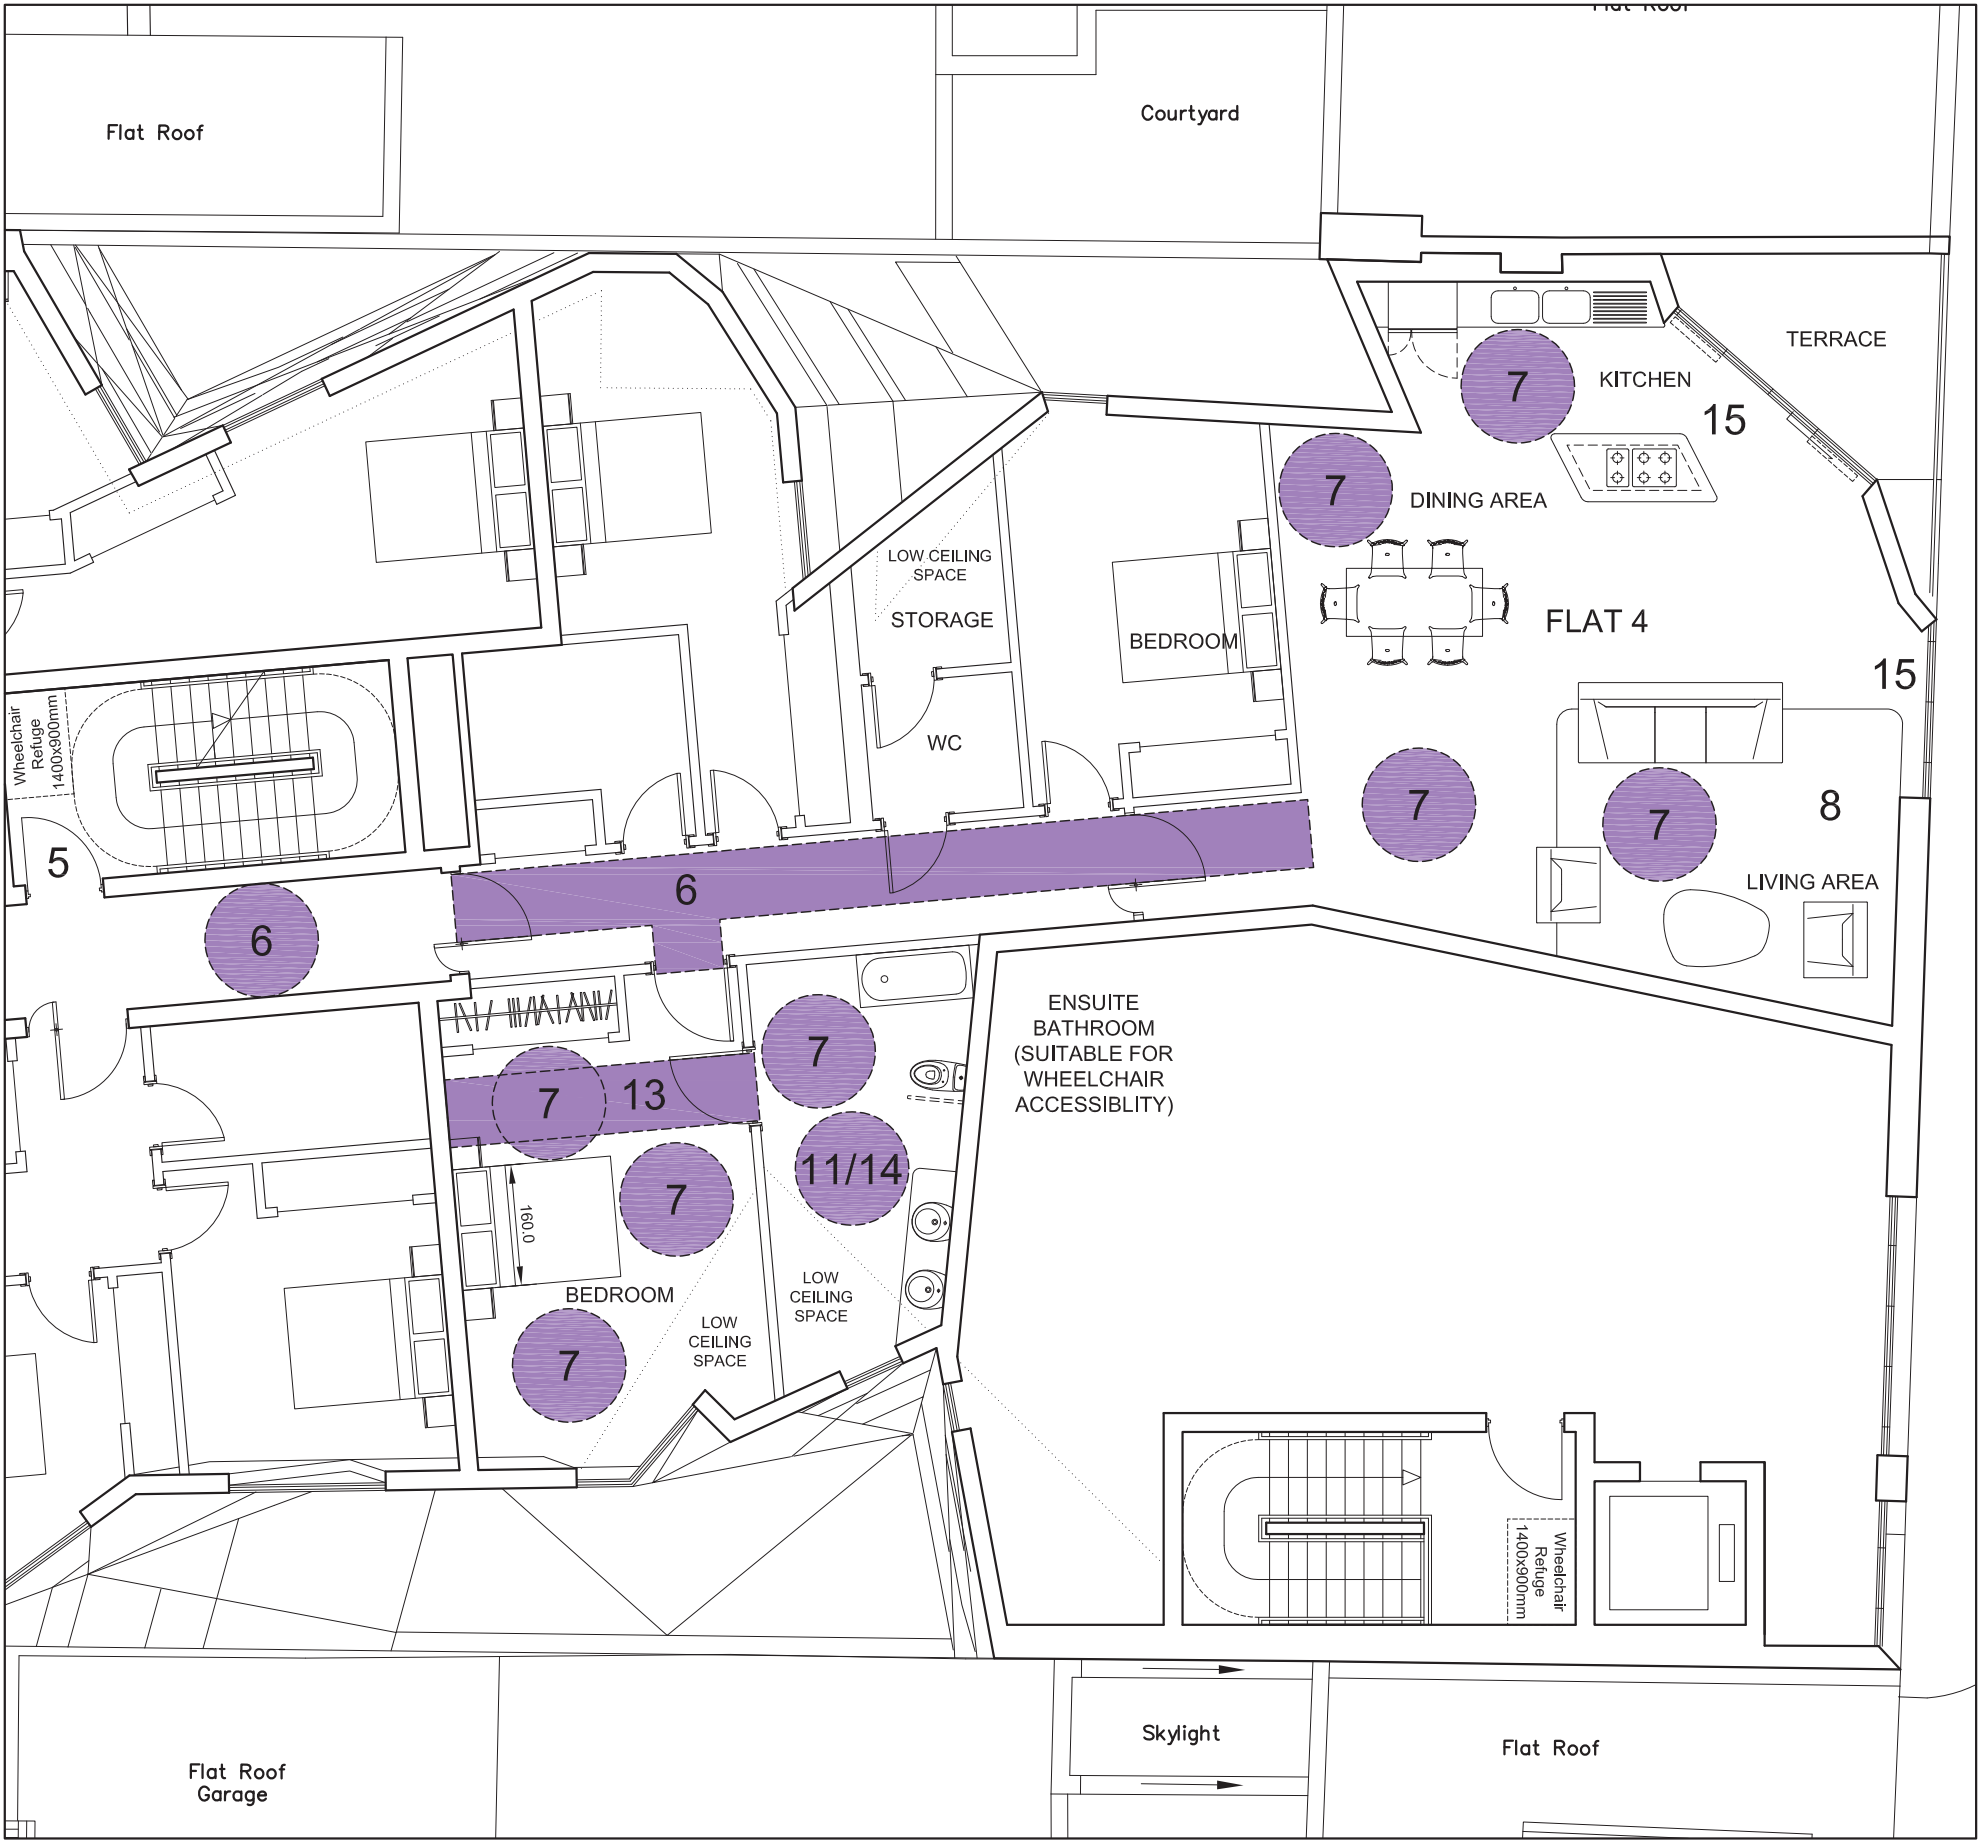 Flat Roof
Flat Roof
Courtyard
TERRACE
7
KITCHEN
15
7
DINING AREA
LOW CEILING
SPACE
STORAGE
BEDROOM
FLAT 4
15
Wheelchair
Refuge
1400x900mm
WC
7
7
8
5
6
LIVING AREA
6
ENSUITE
BATHROOM
(SUITABLE FOR
WHEELCHAIR
ACCESSIBLITY)
7
7
13
11/14
7
160.0
BEDROOM
LOW
CEILING
SPACE
LOW
CEILING
SPACE
7
Wheelchair
Refuge
1400x900mm
Skylight
Flat Roof
Flat Roof
Garage